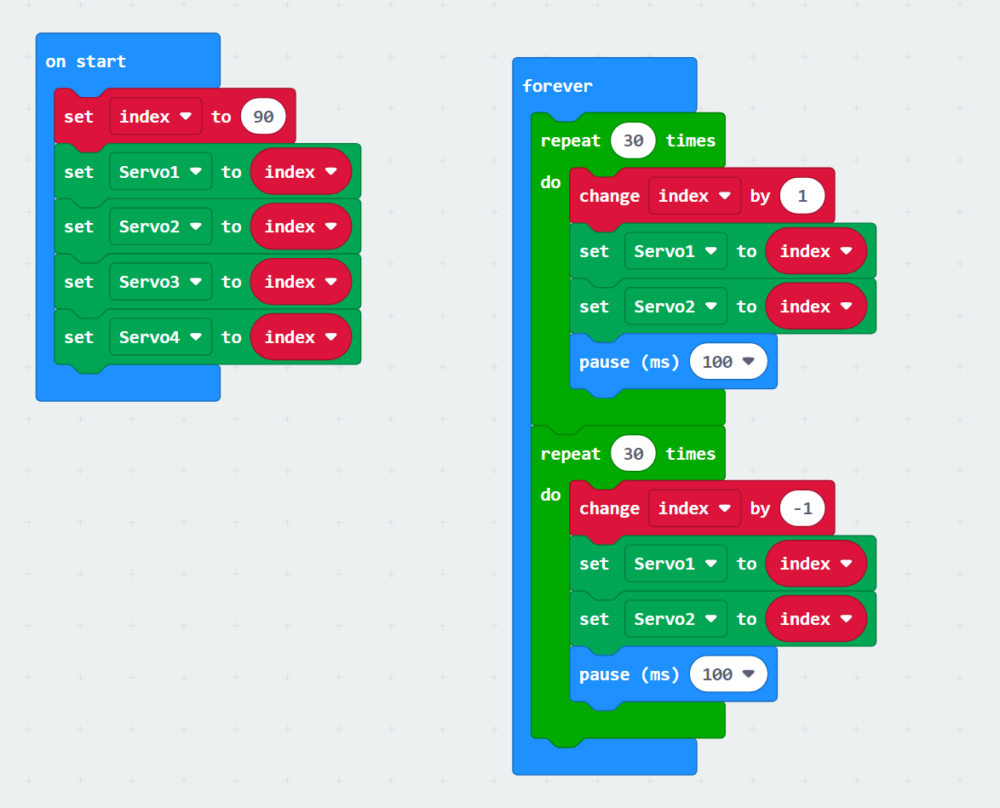 on start
set index to 90
set Servo1 to index
set Servo2 to index
set Servo3 to index
set Servo4 to index
forever
repeat 30 times
do
change index by 1
set Servo1 to index
set Servo2 to index
pause (ms) 100
repeat 30 times
do
change index by -1
set Servo1 to index
set Servo2 to index
pause (ms) 100